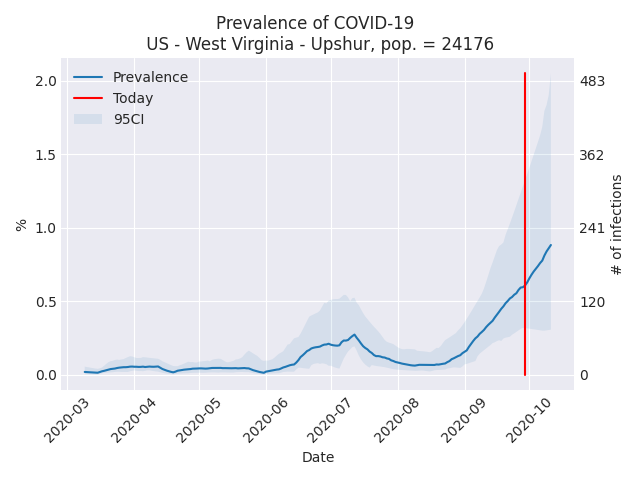 Prevalence of COVID-19
US - West Virginia - Upshur, pop. = 24176
Prevalence
Today
95CI
2.0
1.5
1.0
0.5
0.0
%
483
362
241
120
0
# of infections
2020-03
2020-04
2020-05
2020-06
2020-07
2020-08
2020-09
2020-10
Date